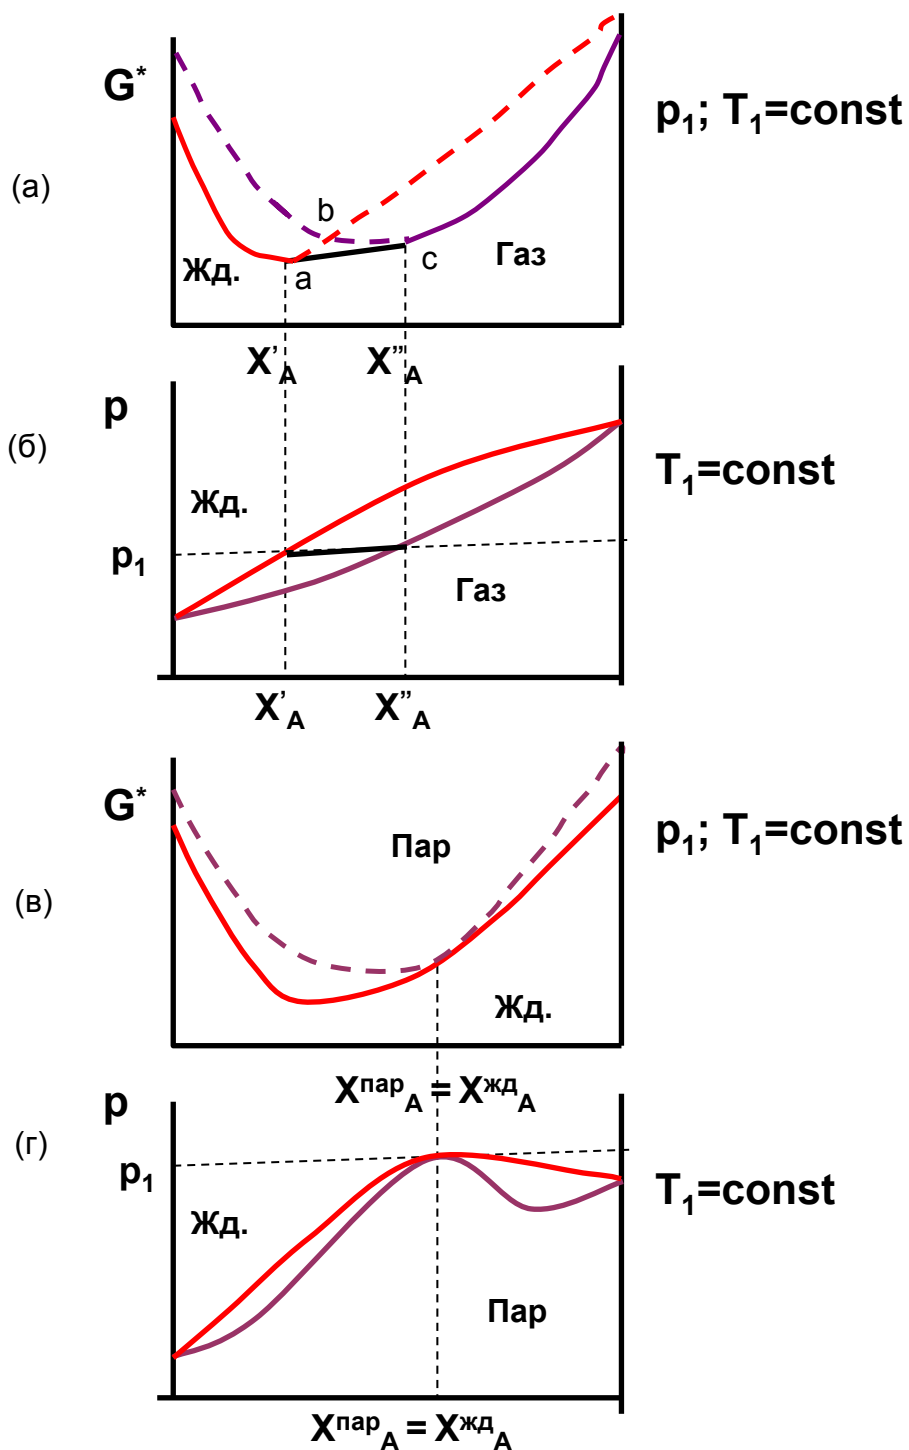 G*
p₁; T₁=const
(а)
b
Жд.
a
c
Газ
X'A
X"A
p
(б)
T₁=const
Жд.
p₁
Газ
X'A
X"A
G*
p₁; T₁=const
Пар
(в)
Жд.
XпарA = XждA
p
(г)
p₁
T₁=const
Жд.
Пар
XпарA = XждA